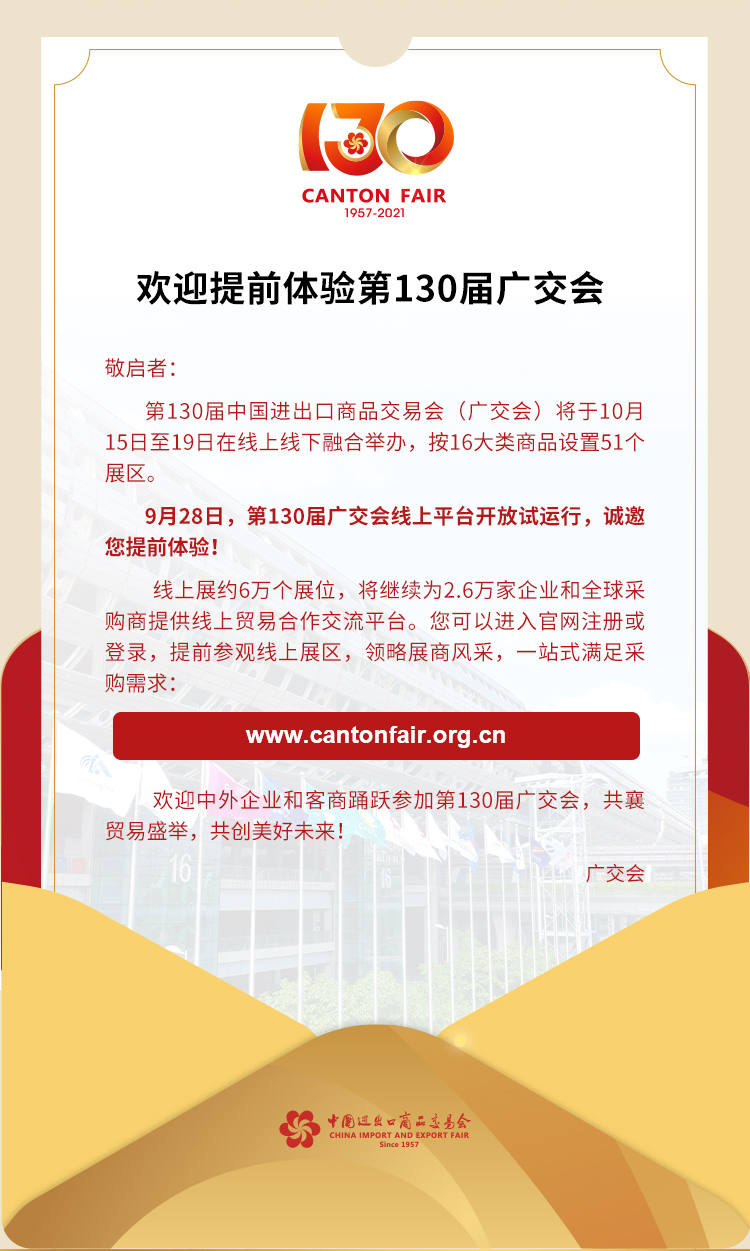 130
CANTON FAIR
1957-2021
欢迎提前体验第130届广交会
敬启者：
第130届中国进出口商品交易会（广交会）将于10月
15日至19日在线上线下融合举办，按16大类商品设置51个
展区。
9月28日，第130届广交会线上平台开放试运行，诚邀
您提前体验！
线上展约6万个展位，将继续为2.6万家企业和全球采
购商提供线上贸易合作交流平台。您可以进入官网注册或
登录，提前参观线上展区，领略展商风采，一站式满足采
购需求：
www.cantonfair.org.cn
欢迎中外企业和客商踊跃参加第130届广交会，共襄
贸易盛举，共创美好未来！
广交会
16
16
中国进出口商品交易会
CHINA IMPORT AND EXPORT FAIR
Since 1957